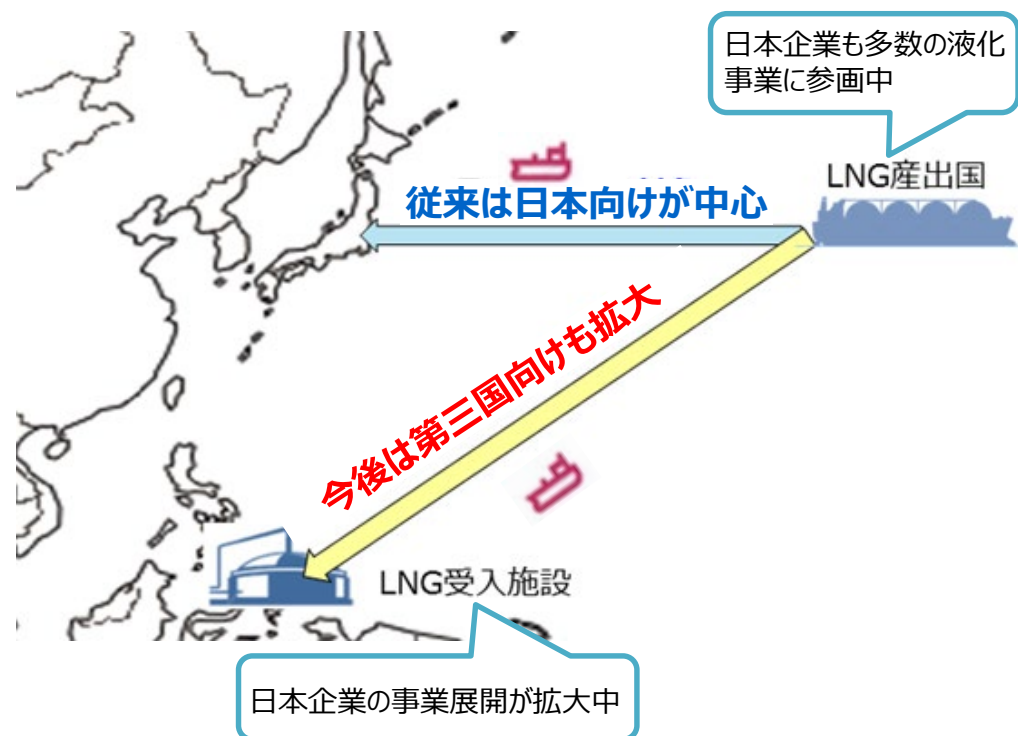 日本企業も多数の液化
事業に参画中
LNG産出国
従来は日本向けが中心
今後は第三国向けも拡大
LNG受入施設
日本企業の事業展開が拡大中